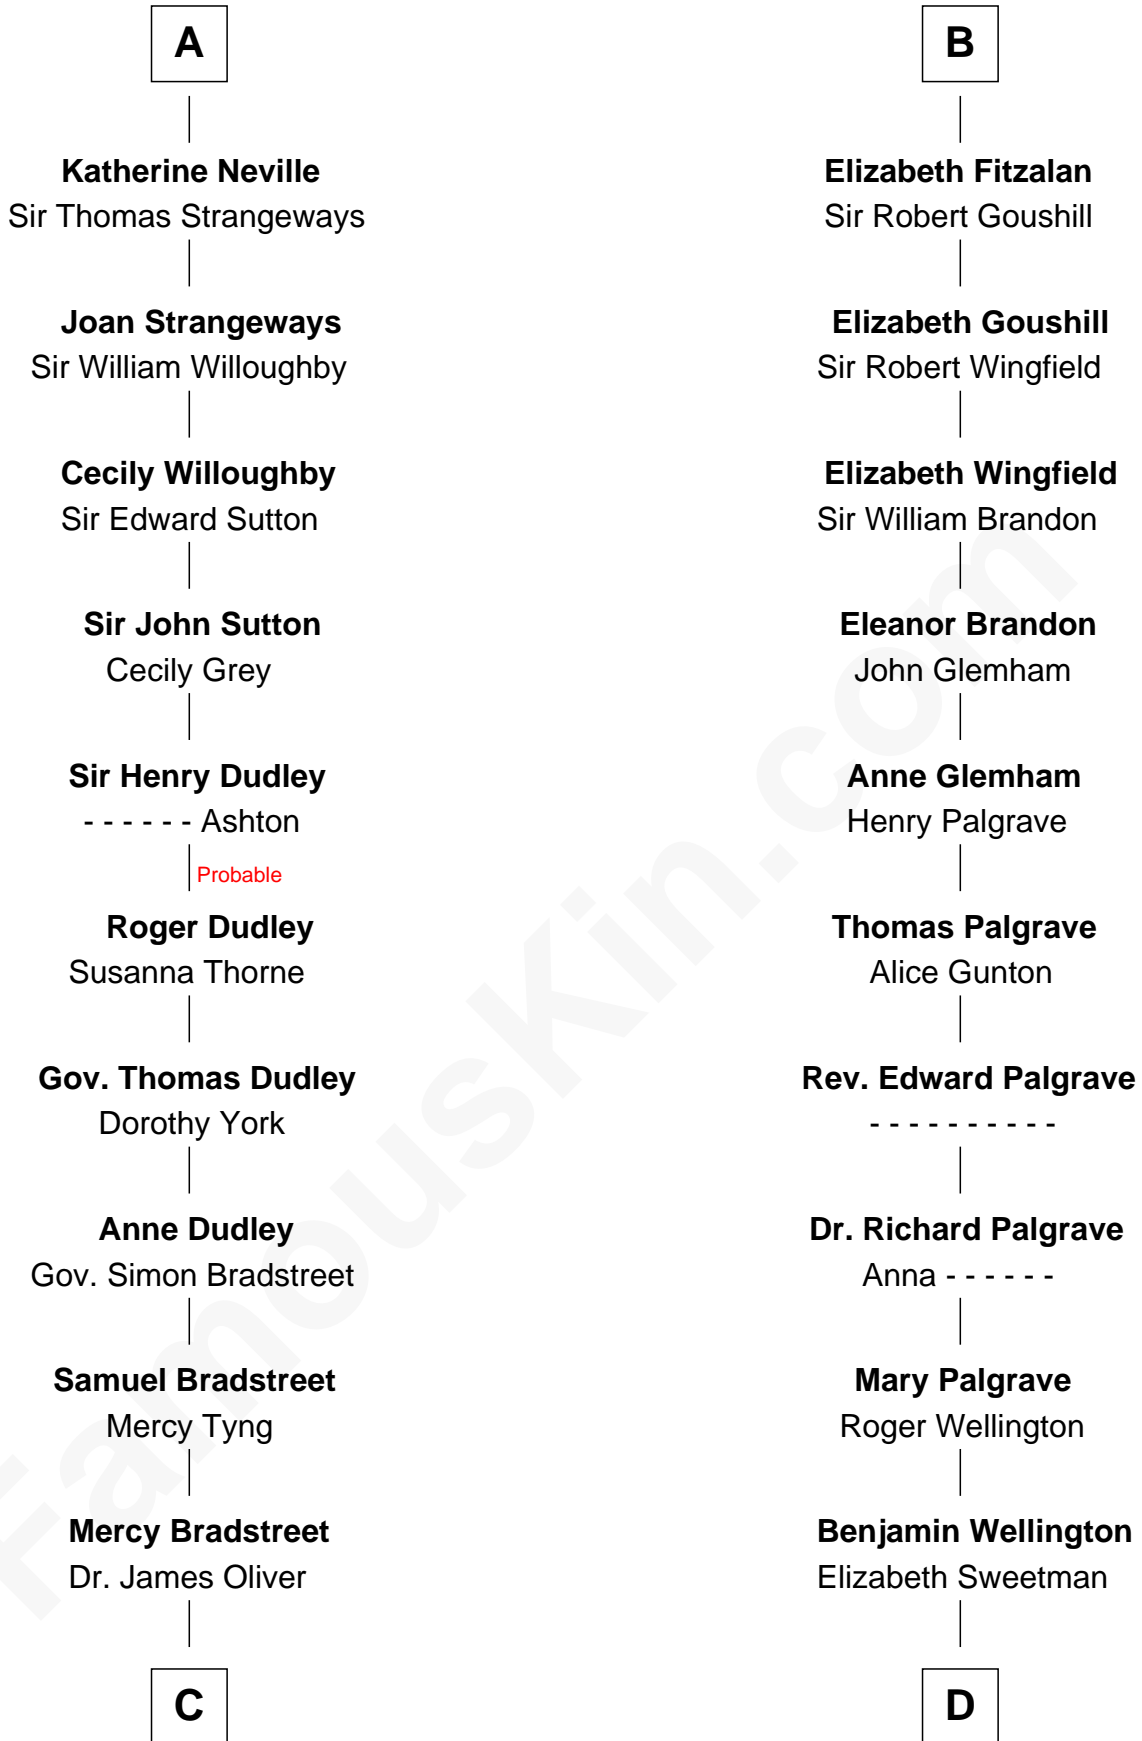 A
Katherine Neville
Sir Thomas Strangeways
Joan Strangeways
Sir William Willoughby
Cecily Willoughby
Sir Edward Sutton
Sir John Sutton
Cecily Grey
Sir Henry Dudley
- - - - - - Ashton
Probable
Roger Dudley
Susanna Thorne
Gov. Thomas Dudley
Dorothy York
Anne Dudley
Gov. Simon Bradstreet
Samuel Bradstreet
Mercy Tyng
Mercy Bradstreet
Dr. James Oliver
C
B
Elizabeth Fitzalan
Sir Robert Goushill
Elizabeth Goushill
Sir Robert Wingfield
Elizabeth Wingfield
Sir William Brandon
Eleanor Brandon
John Glemham
Anne Glemham
Henry Palgrave
Thomas Palgrave
Alice Gunton
Rev. Edward Palgrave
- - - - - - - - - -
Dr. Richard Palgrave
Anna - - - - - -
Mary Palgrave
Roger Wellington
Benjamin Wellington
Elizabeth Sweetman
D
FamousKin.com